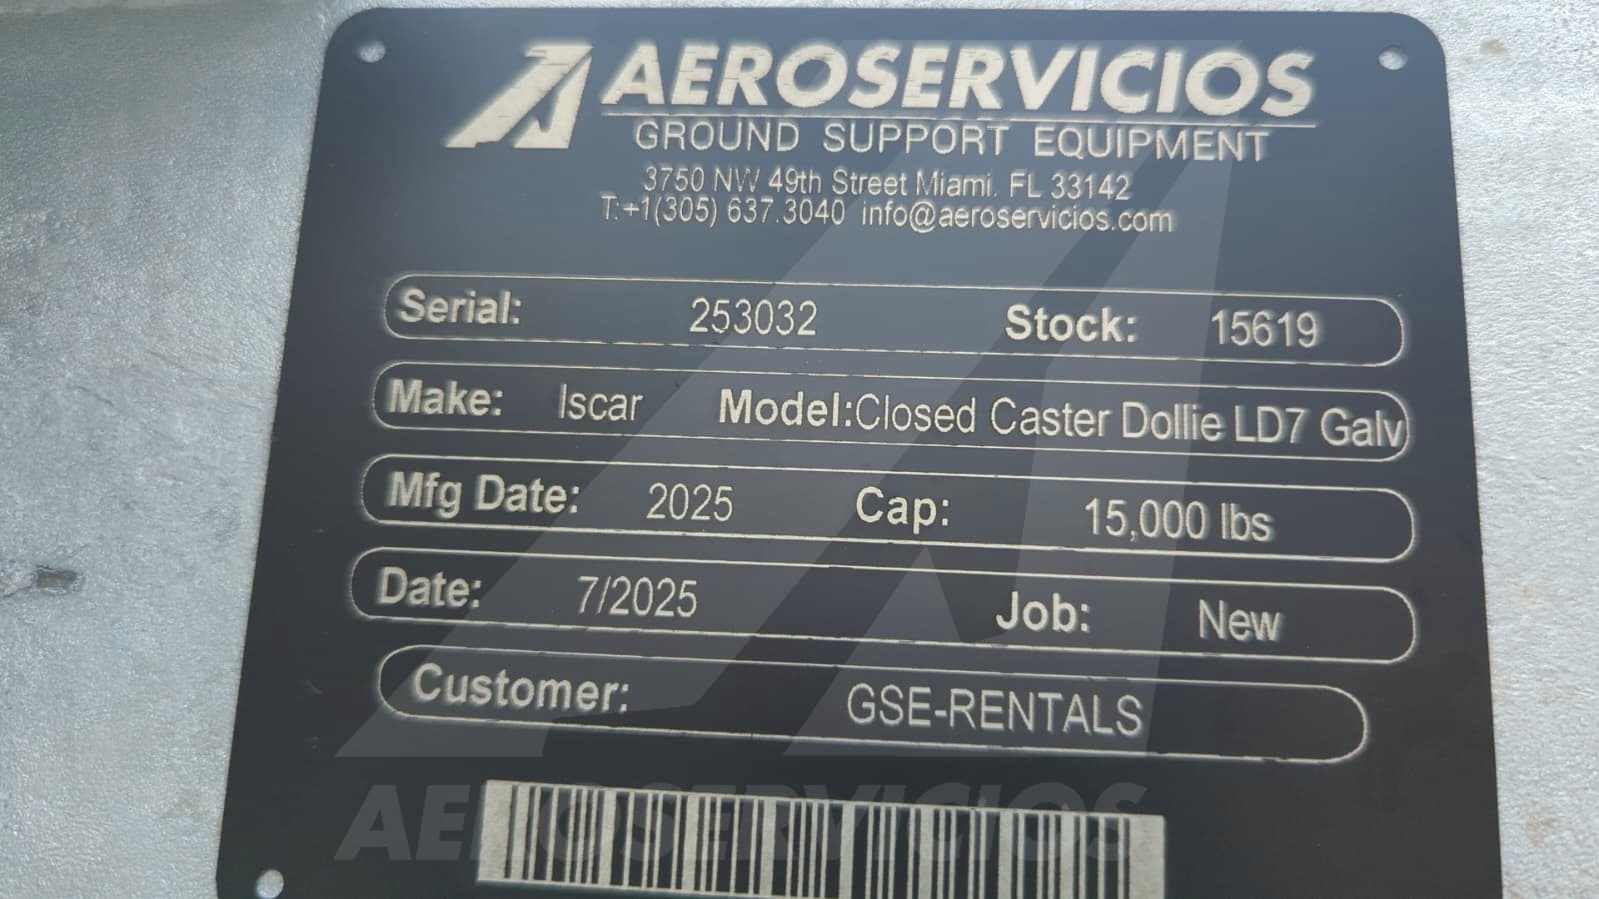 AEROSERVICIOS
GROUND SUPPORT EQUIPMENT
3750 NW 49th Street Miami. FL 33142
T:+1(305) 637.3040 info@aeroservicios.com
Serial: 253032 Stock: 15619
Make: Iscar Model:Closed Caster Dollie LD7 Galv
Mfg Date: 2025 Cap: 15,000 lbs
Date: 7/2025 Job: New
Customer: GSE-RENTALS
AEROSERVICIOS